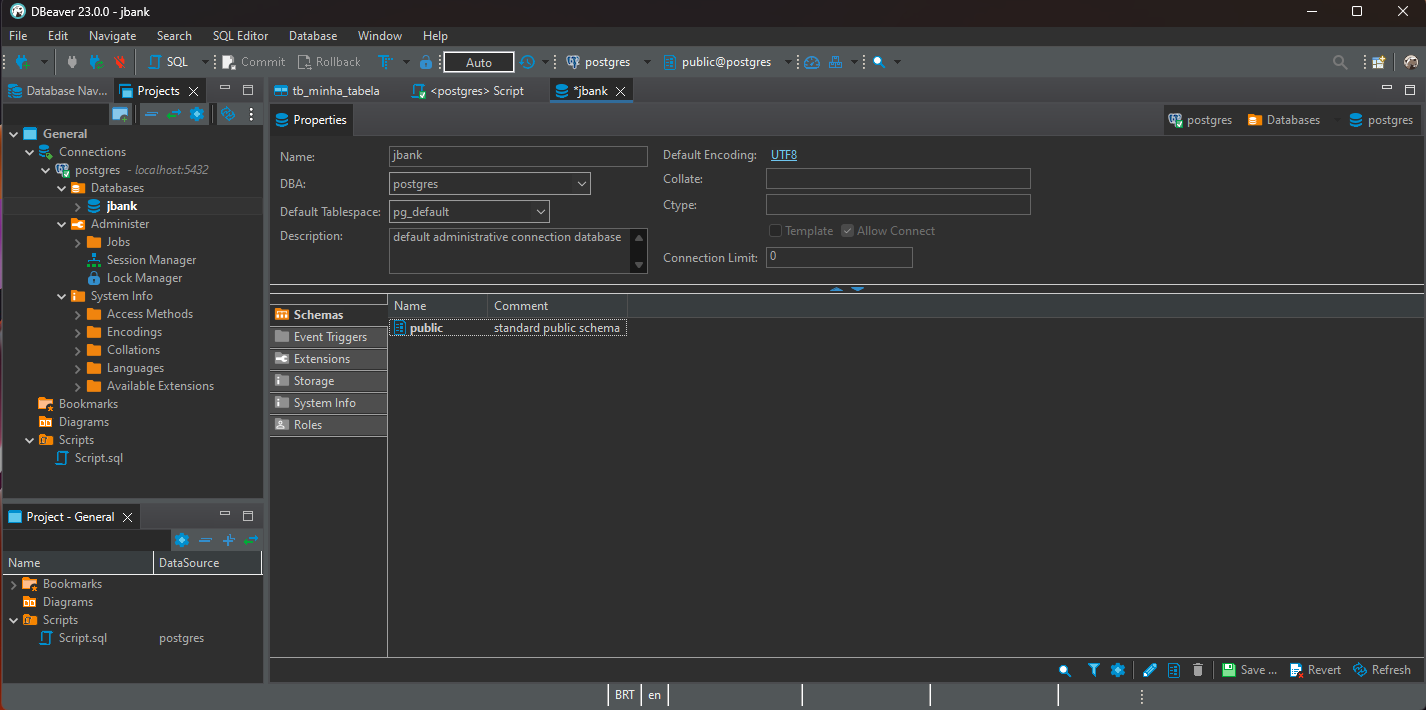 DBeaver 23.0.0 - jbank
File Edit Navigate Search SQL Editor Database Window Help
SQL Commit Rollback Auto postgres public@postgres
Database Nav... Projects
General
Connections
postgres - localhost:5432
Databases
jbank
Administer
Jobs
Session Manager
Lock Manager
System Info
Access Methods
Encodings
Collations
Languages
Available Extensions
Bookmarks
Diagrams
Scripts
Script.sql
Project - General
Name DataSource
Bookmarks
Diagrams
Scripts
Script.sql postgres
tb_minha_tabela <postgres> Script *jbank
Properties postgres Databases postgres
Name: jbank
DBA: postgres
Default Tablespace: pg_default
Description: default administrative connection database
Default Encoding: UTF8
Collate:
Ctype:
Template Allow Connect
Connection Limit: 0
Schemas
Event Triggers
Extensions
Storage
System Info
Roles
Name Comment
public standard public schema
Save ... Revert Refresh
BRT en